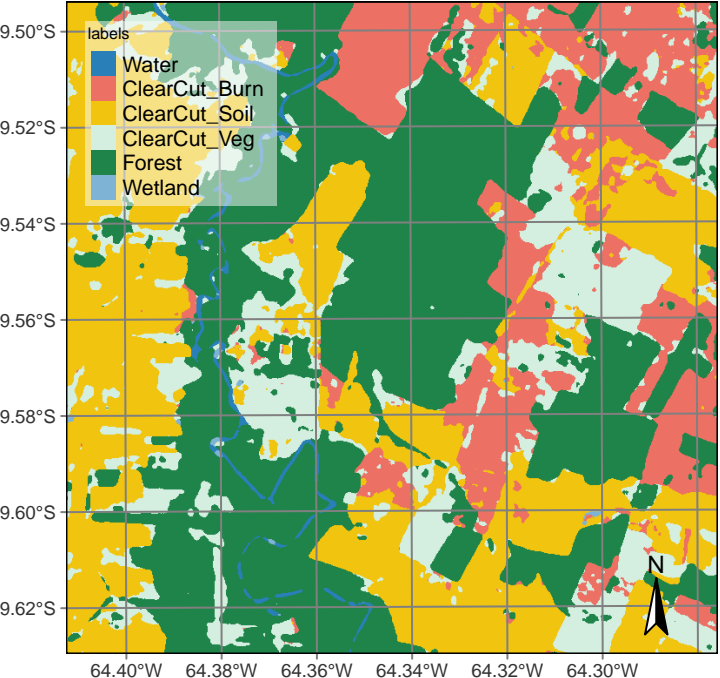 labels
Water
ClearCut_Burn
ClearCut_Soil
ClearCut_Veg
Forest
Wetland
9.50°S
9.52°S
9.54°S
9.56°S
9.58°S
9.60°S
9.62°S
N
64.40°W 64.38°W 64.36°W 64.34°W 64.32°W 64.30°W